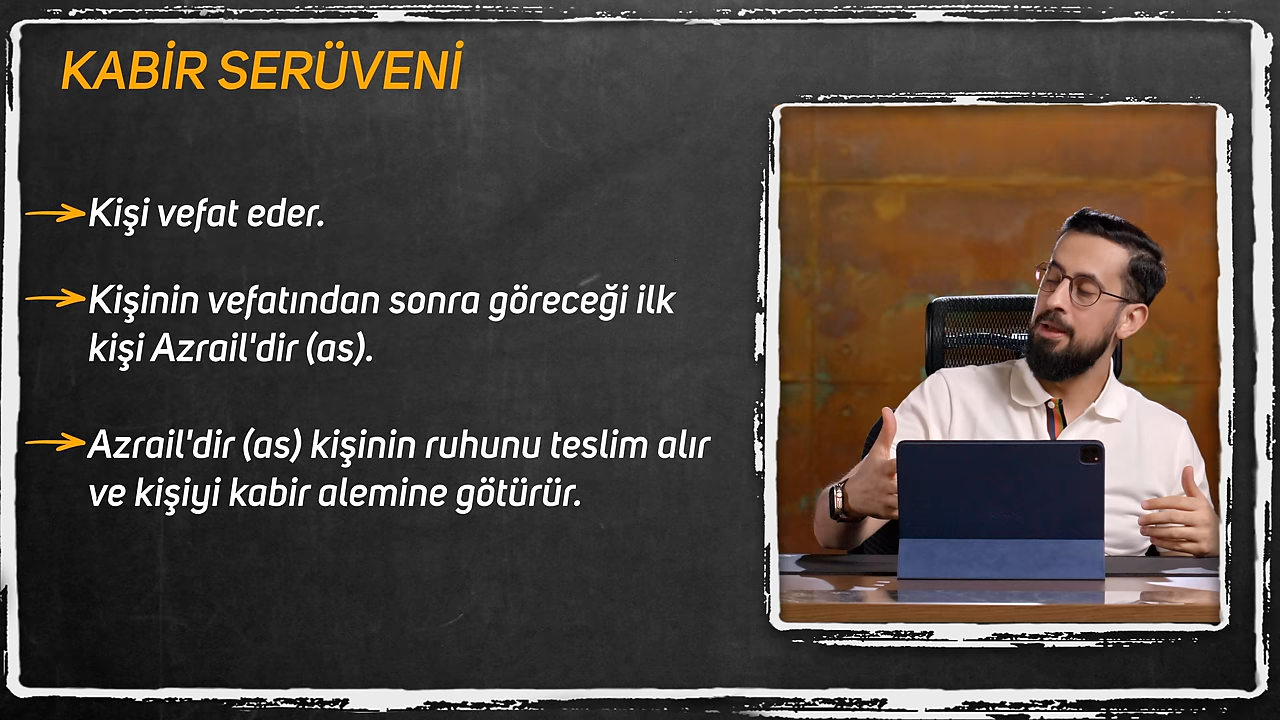 KABİR SERÜVENİ
Kişi vefat eder.
Kişinin vefatından sonra göreceği ilk
kişi Azrail'dir (as).
Azrail'dir (as) kişinin ruhunu teslim alır
ve kişiyi kabir alemine götürür.